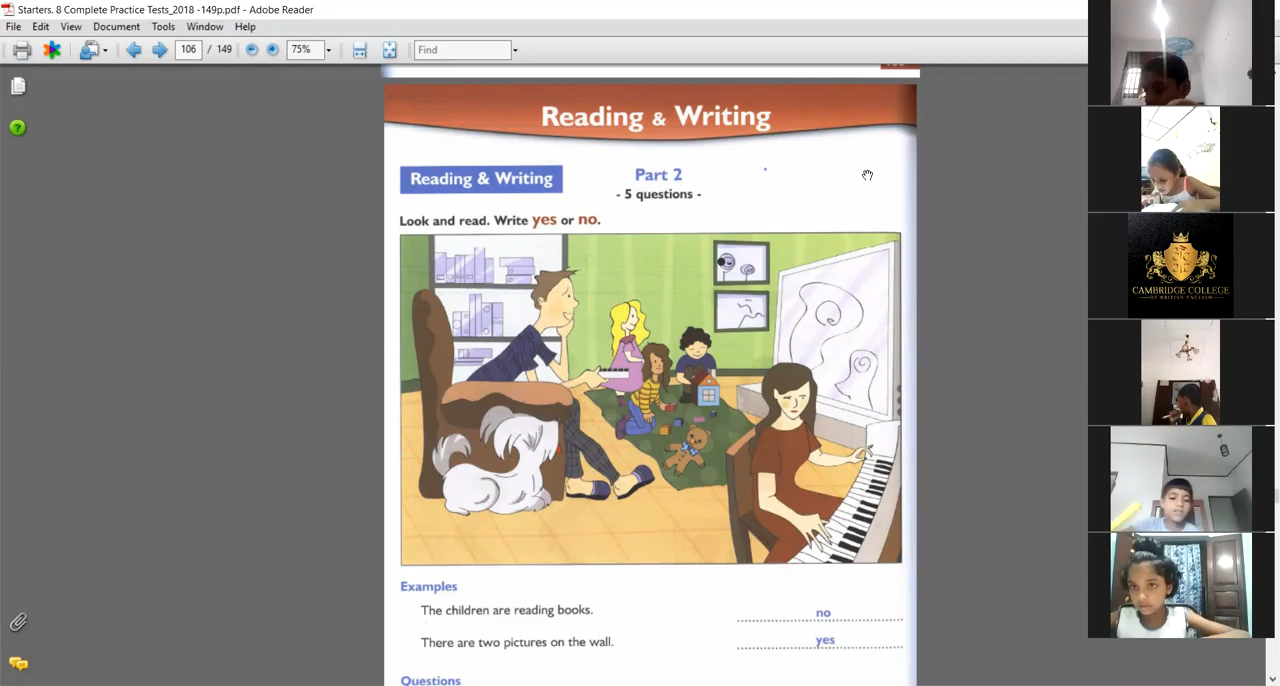 Starters. 8 Complete Practice Tests_2018 -149p.pdf - Adobe Reader
File Edit View Document Tools Window Help
106 / 149 75% Find
Reading & Writing
Reading & Writing
Part 2
- 5 questions -
Look and read. Write yes or no.
Examples
The children are reading books. no
There are two pictures on the wall. yes
Questions
CAMBRIDGE COLLEGE
OF BRITISH ENGLISH